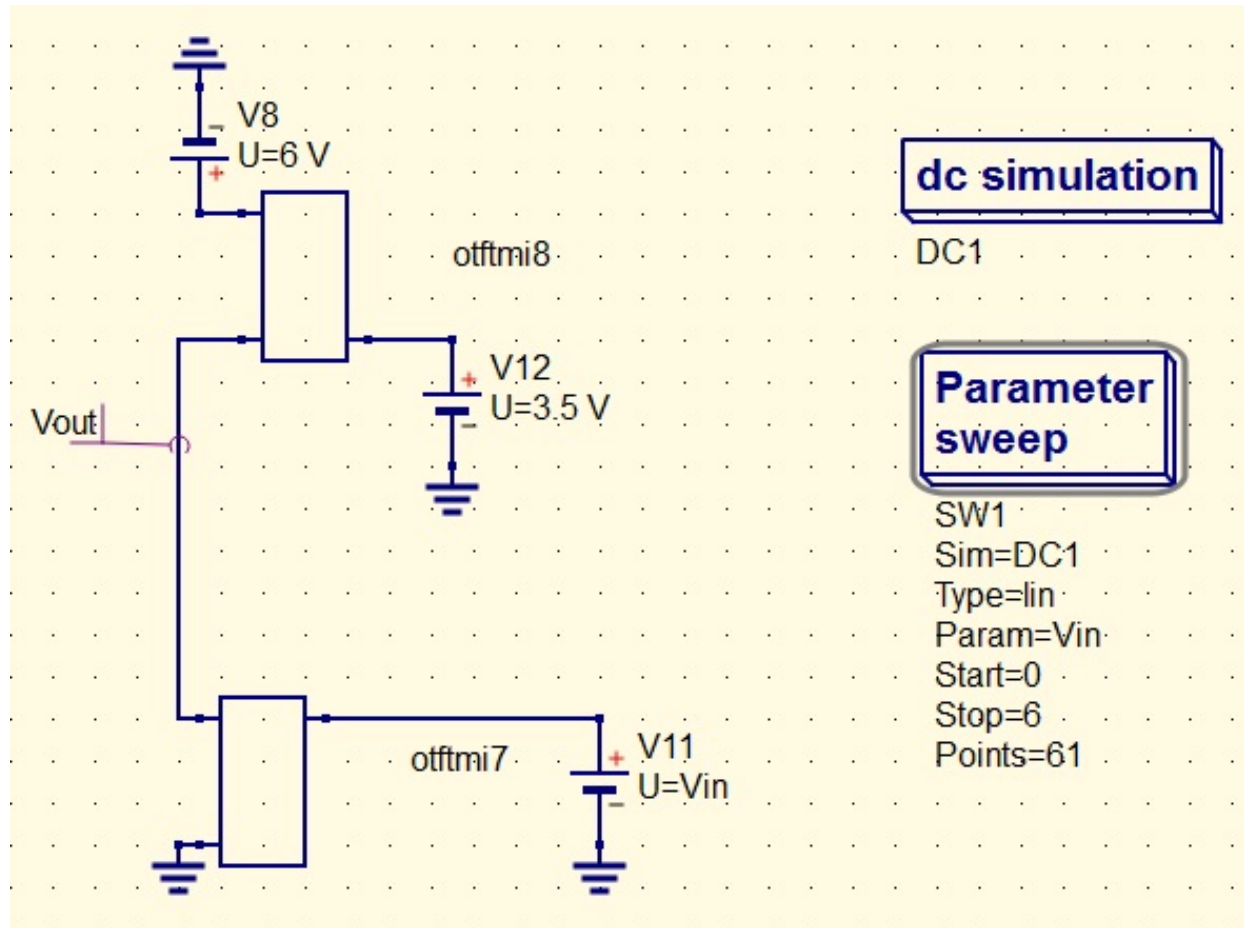 V8
U=6 V
otftmi8
V12
U=3.5 V
Vout
otftmi7
V11
U=Vin
dc simulation
DC1
Parameter
sweep
SW1
Sim=DC1
Type=lin
Param=Vin
Start=0
Stop=6
Points=61